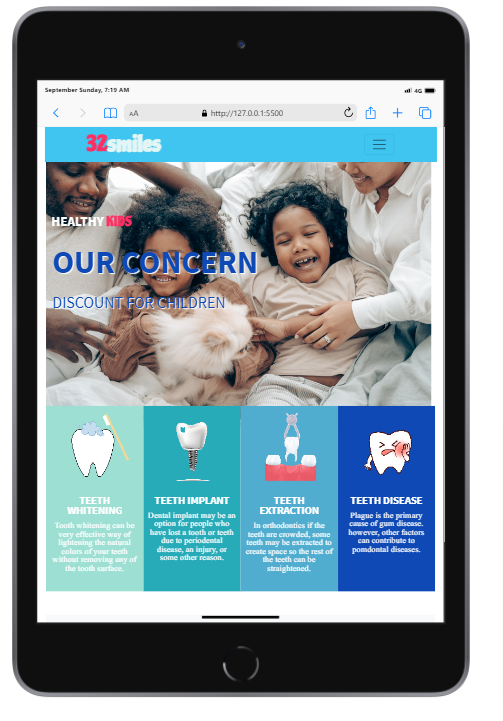 September Sunday, 7:19 AM
4G
AA
http://127.0.0.1:5500
32smiles
HEALTHY KIDS
OUR CONCERN
DISCOUNT FOR CHILDREN
TEETH
WHITENING
Tooth whitening can be
very effective way of
lightening the natural
colors of your teeth
without removing any of
the tooth surface.
TEETH IMPLANT
Dental implant may be an
option for people who
have lost a tooth or teeth
due to periodental
disease, an injury, or
some other reason.
TEETH
EXTRACTION
In orthodontics if the
teeth are crowded, some
teeth may be extracted to
create space so the rest of
the teeth can be
straightened.
TEETH DISEASE
Plague is the primary
cause of gum disease.
however, other factors
can contribute to
pomdontal diseases.